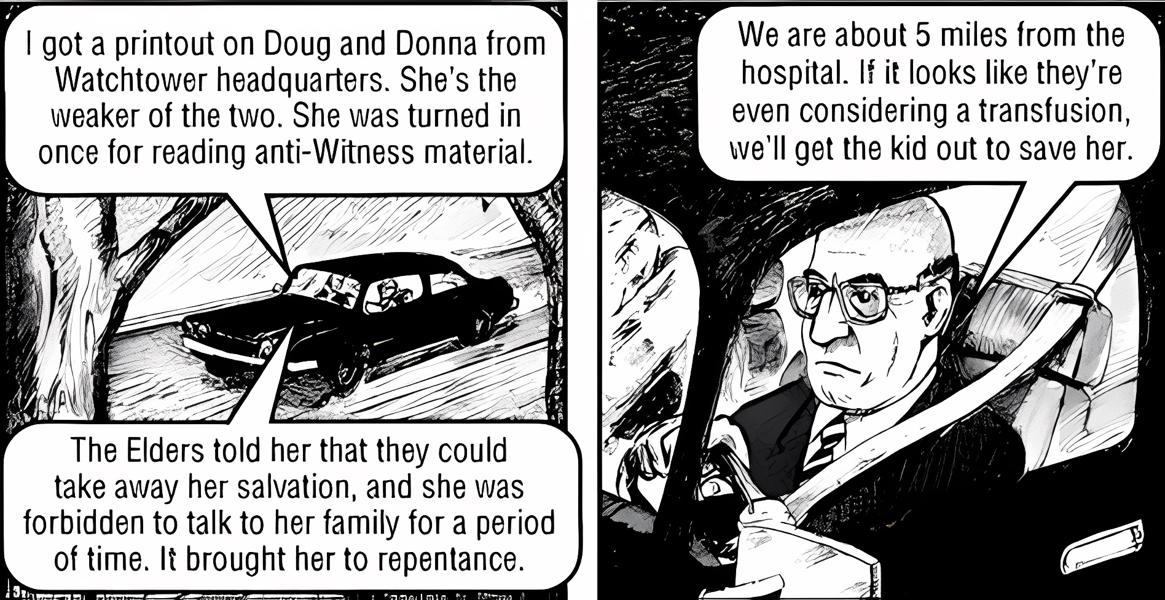 I got a printout on Doug and Donna from
Watchtower headquarters. She's the
weaker of the two. She was turned in
once for reading anti-Witness material.
The Elders told her that they could
take away her salvation, and she was
forbidden to talk to her family for a period
of time. It brought her to repentance.
We are about 5 miles from the
hospital. If it looks like they're
even considering a transfusion,
we'll get the kid out to save her.